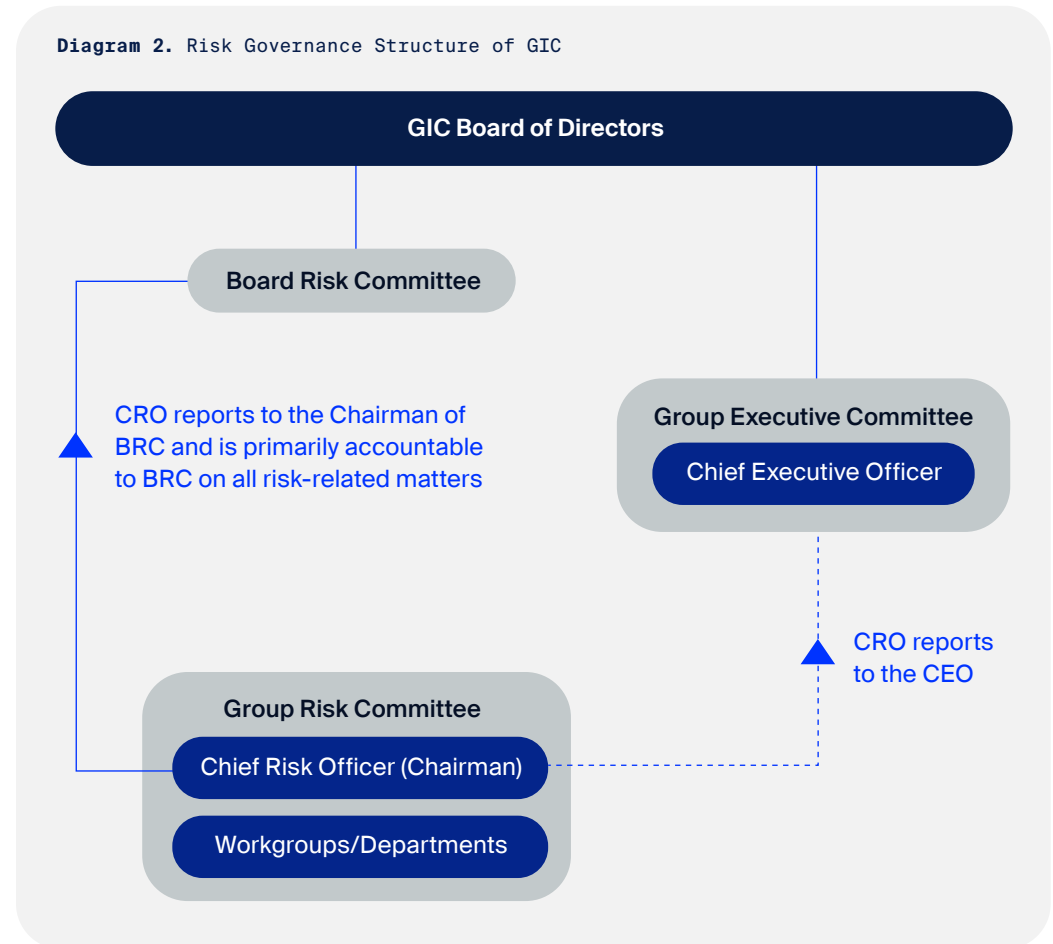 Diagram 2. Risk Governance Structure of GIC
GIC Board of Directors
Board Risk Committee
CRO reports to the Chairman of
BRC and is primarily accountable
to BRC on all risk-related matters
Group Executive Committee
Chief Executive Officer
CRO reports
to the CEO
Group Risk Committee
Chief Risk Officer (Chairman)
Workgroups/Departments